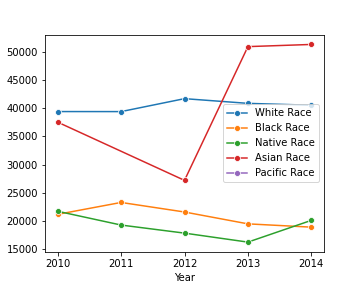 50000
45000
40000
35000
30000
25000
20000
15000
White Race
Black Race
Native Race
Asian Race
Pacific Race
2010 2011 2012 2013 2014
Year